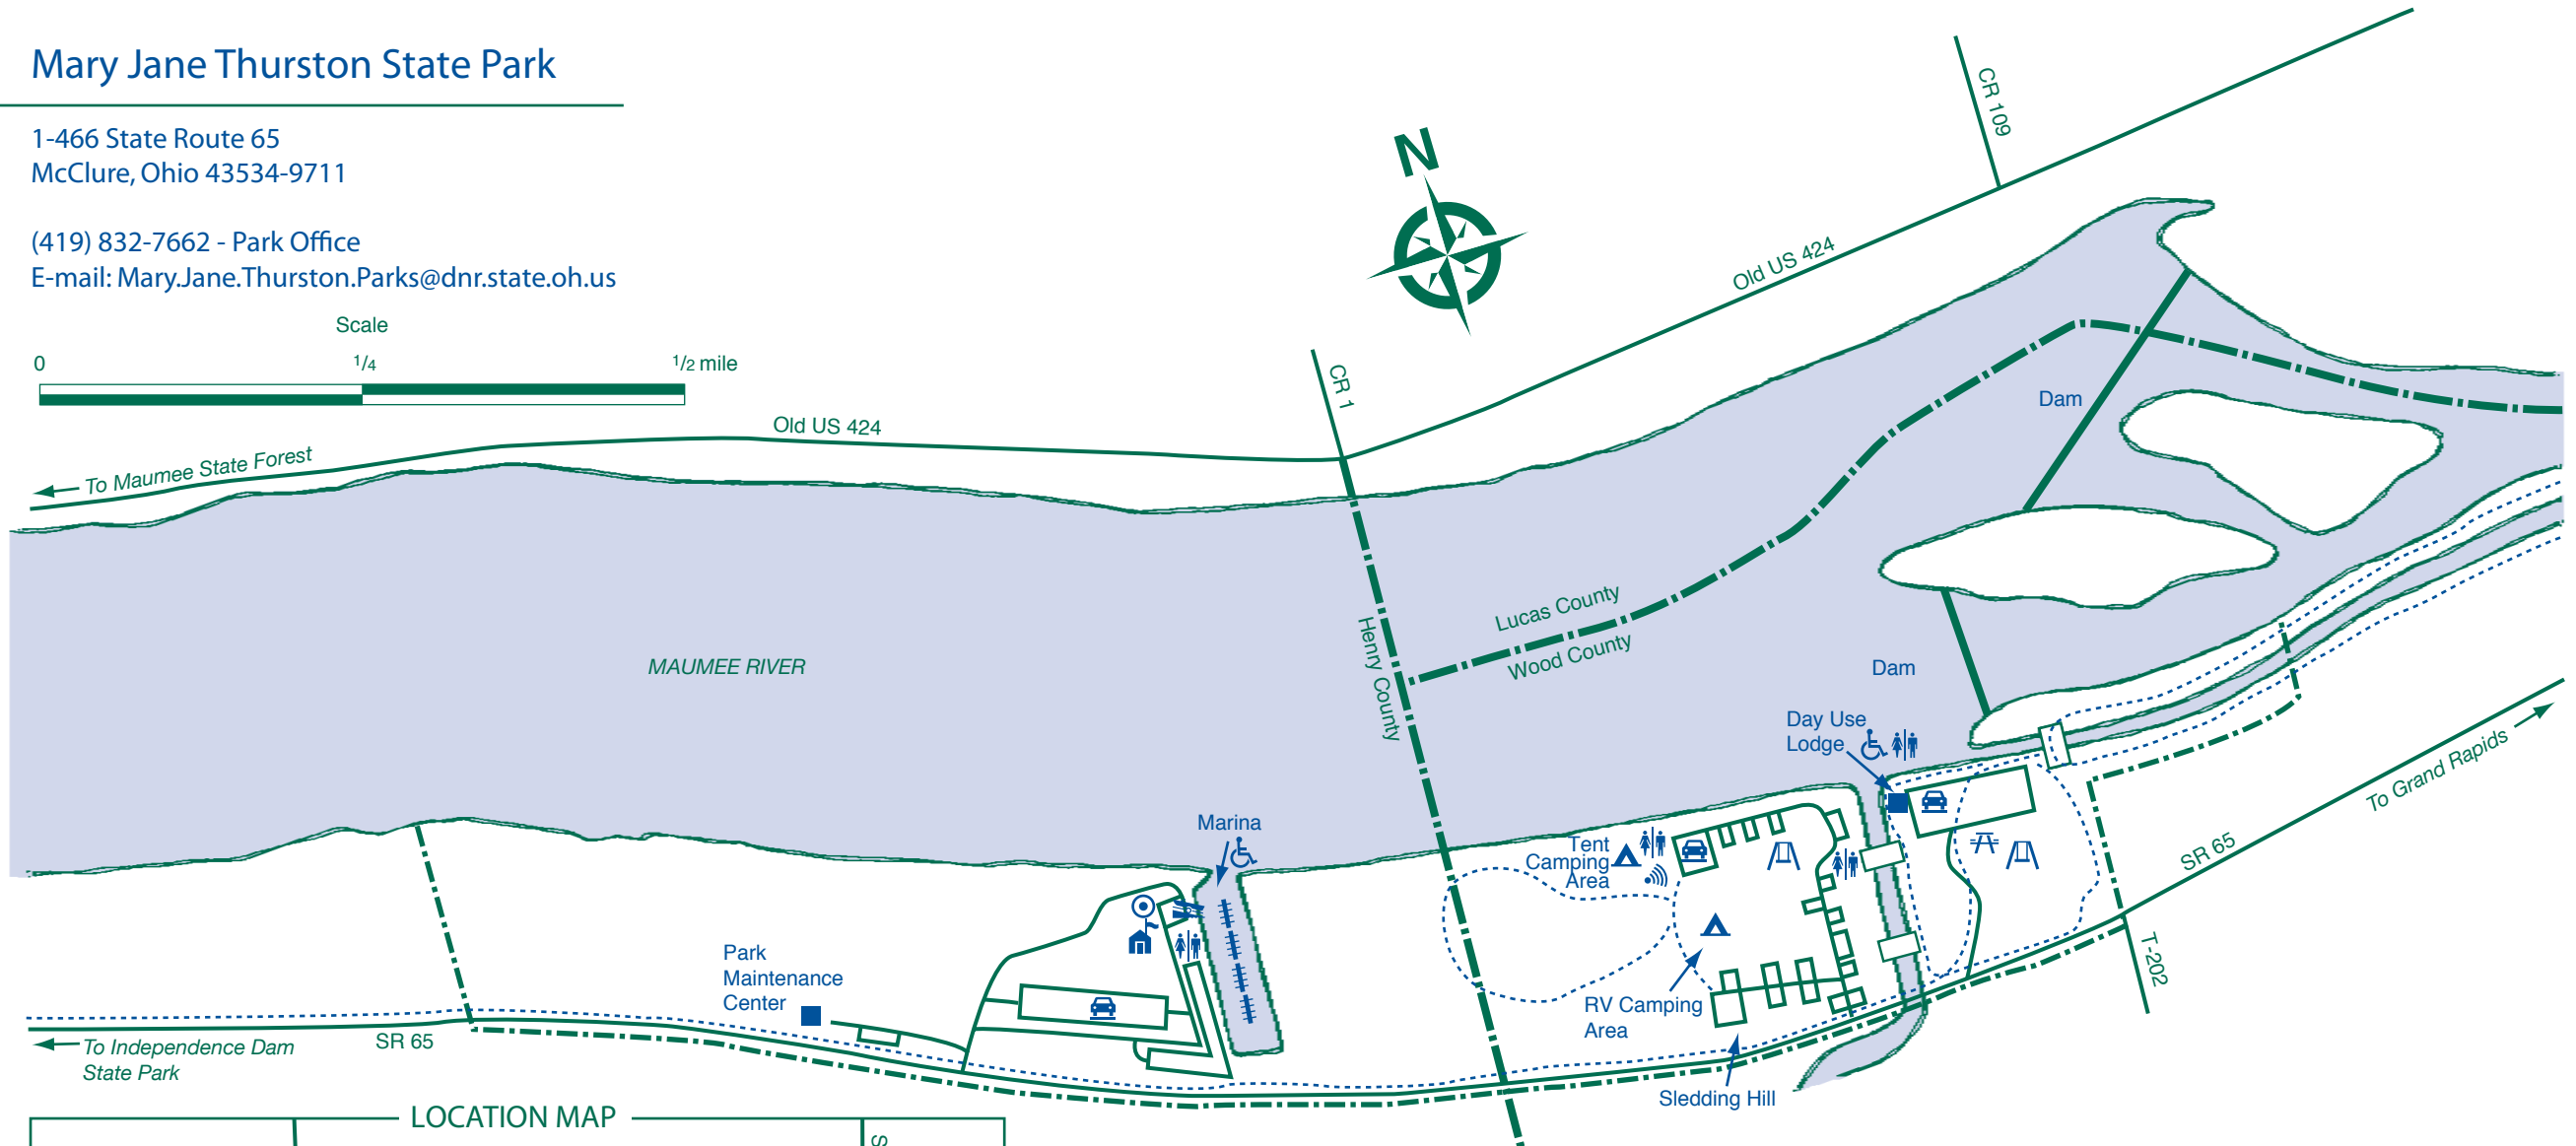 Mary Jane Thurston State Park
1-466 State Route 65
McClure, Ohio 43534-9711
(419) 832-7662 - Park Office
E-mail: Mary.Jane.Thurston.Parks@dnr.state.oh.us
Scale
0 1/4 1/2 mile
N
CR 109
Old US 424
CR 1
Old US 424
To Maumee State Forest
Dam
Lucas County
Wood County
Henry County
MAUMEE RIVER
Dam
Day Use
Lodge
To Grand Rapids
SR 65
T-202
Marina
Tent
Camping
Area
Park
Maintenance
Center
RV Camping
Area
Sledding Hill
SR 65
To Independence Dam
State Park
LOCATION MAP
S